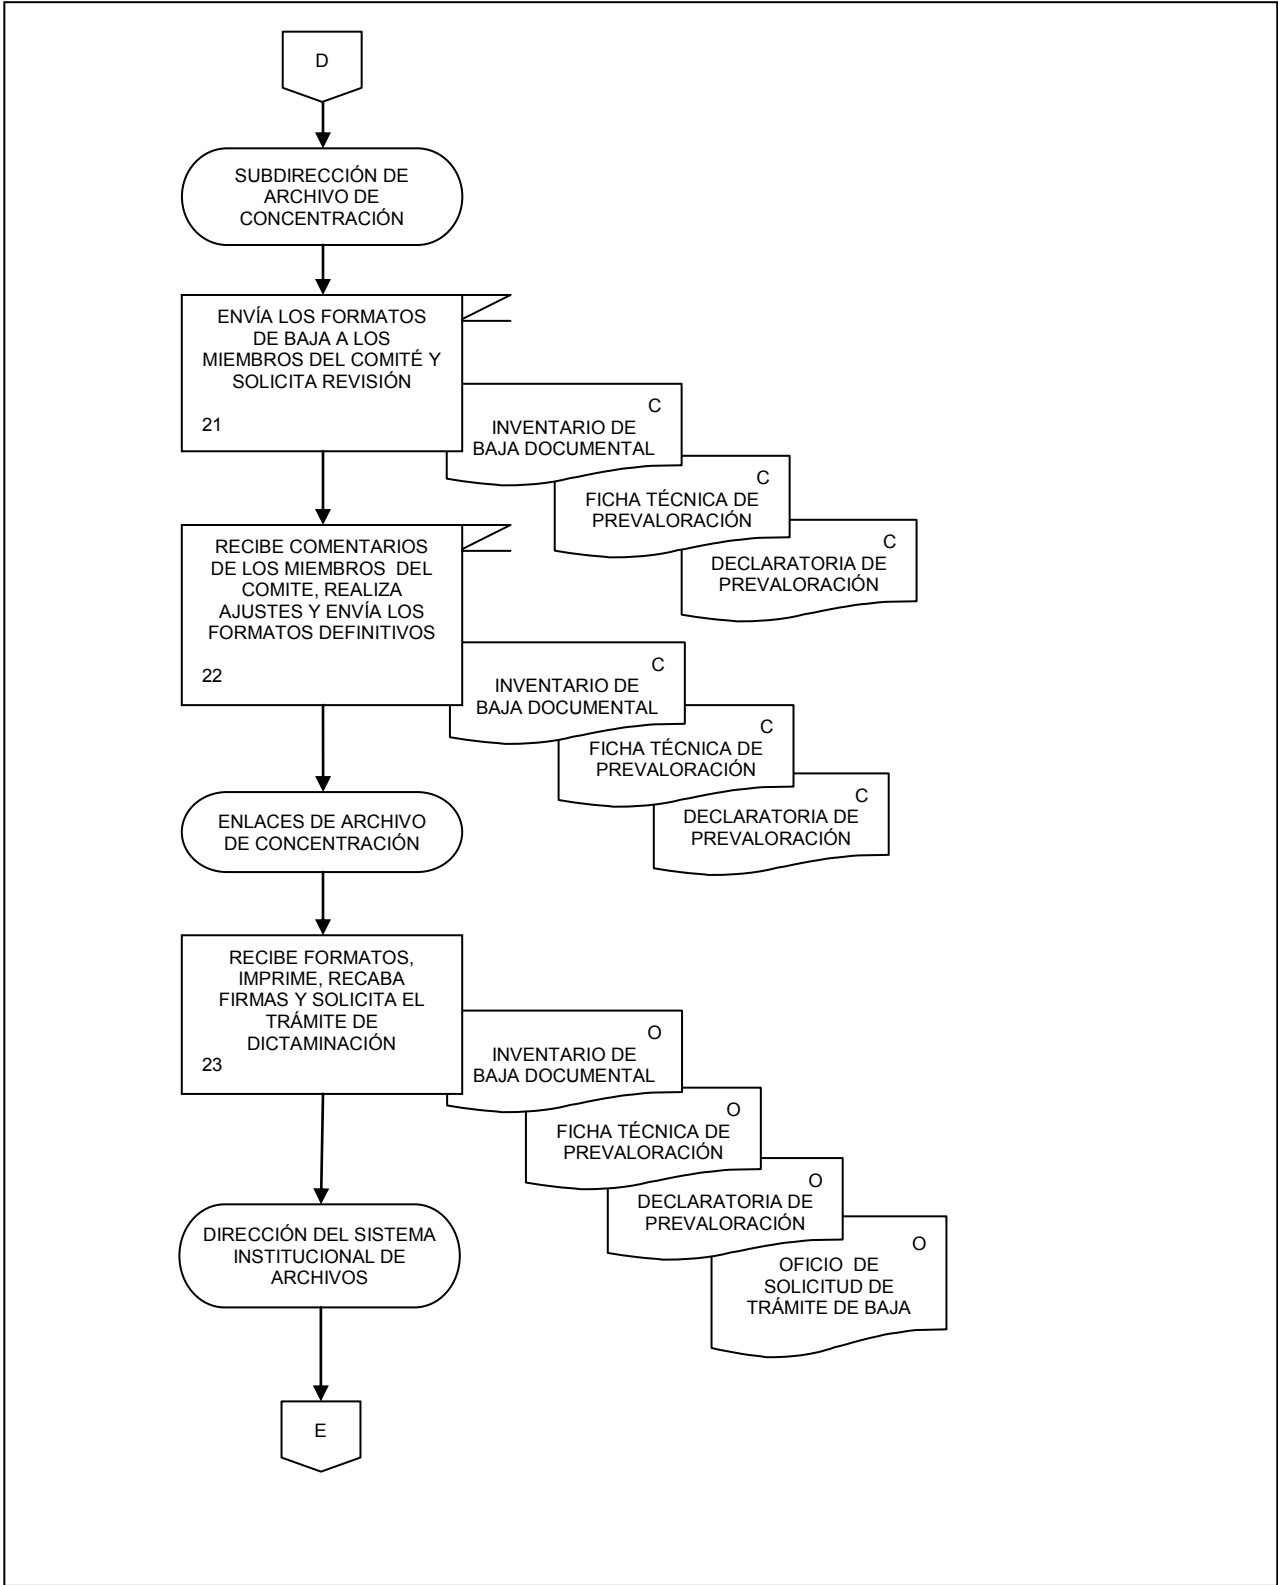 D
SUBDIRECCIÓN DE
ARCHIVO DE
CONCENTRACIÓN
ENVÍA LOS FORMATOS
DE BAJA A LOS
MIEMBROS DEL COMITÉ Y
SOLICITA REVISIÓN
21
C
INVENTARIO DE
BAJA DOCUMENTAL
C
FICHA TÉCNICA DE
PREVALORACIÓN
C
DECLARATORIA DE
PREVALORACIÓN
RECIBE COMENTARIOS
DE LOS MIEMBROS DEL
COMITE, REALIZA
AJUSTES Y ENVÍA LOS
FORMATOS DEFINITIVOS
22
C
INVENTARIO DE
BAJA DOCUMENTAL
C
FICHA TÉCNICA DE
PREVALORACIÓN
C
DECLARATORIA DE
PREVALORACIÓN
ENLACES DE ARCHIVO
DE CONCENTRACIÓN
RECIBE FORMATOS,
IMPRIME, RECABA
FIRMAS Y SOLICITA EL
TRÁMITE DE
DICTAMINACIÓN
23
O
INVENTARIO DE
BAJA DOCUMENTAL
O
FICHA TÉCNICA DE
PREVALORACIÓN
O
DECLARATORIA DE
PREVALORACIÓN
O
OFICIO DE
SOLICITUD DE
TRÁMITE DE BAJA
DIRECCIÓN DEL SISTEMA
INSTITUCIONAL DE
ARCHIVOS
E